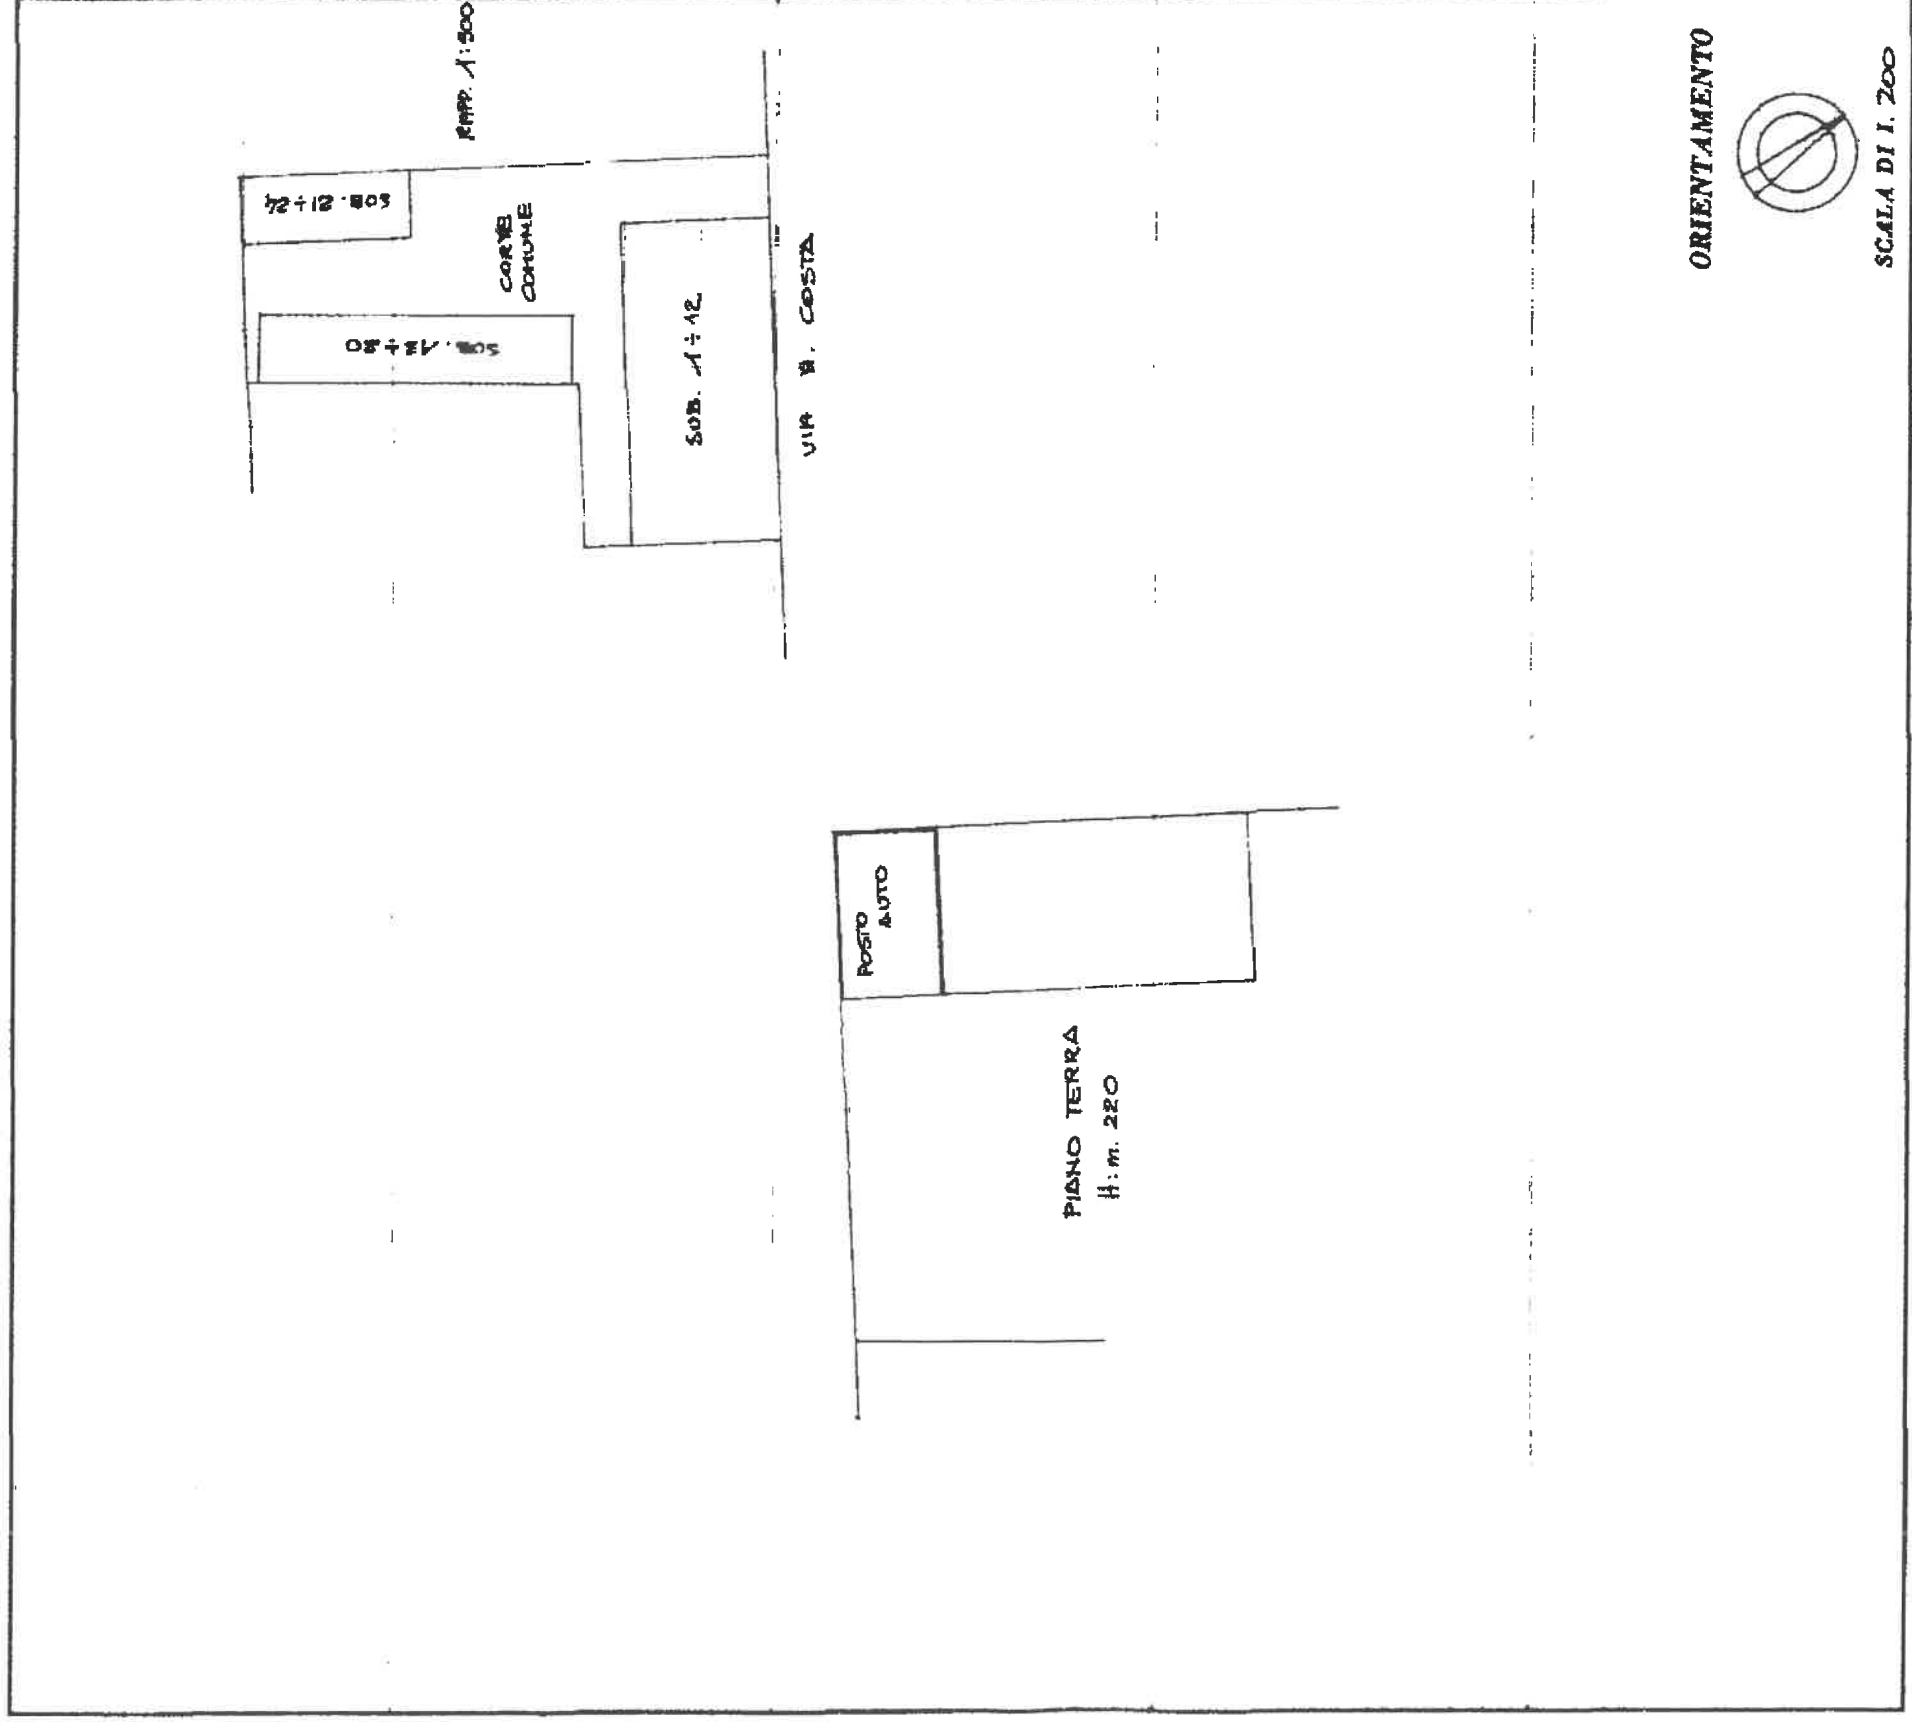 RAPP. 1:500
SUB. 21÷24
CORTE
COMUNE
SUB. 13÷20
SUB. 1÷12
VIA A. COSTA
POSTO
AUTO
PIANO TERRA
H: m. 220
ORIENTAMENTO
SCALA DI 1. 200